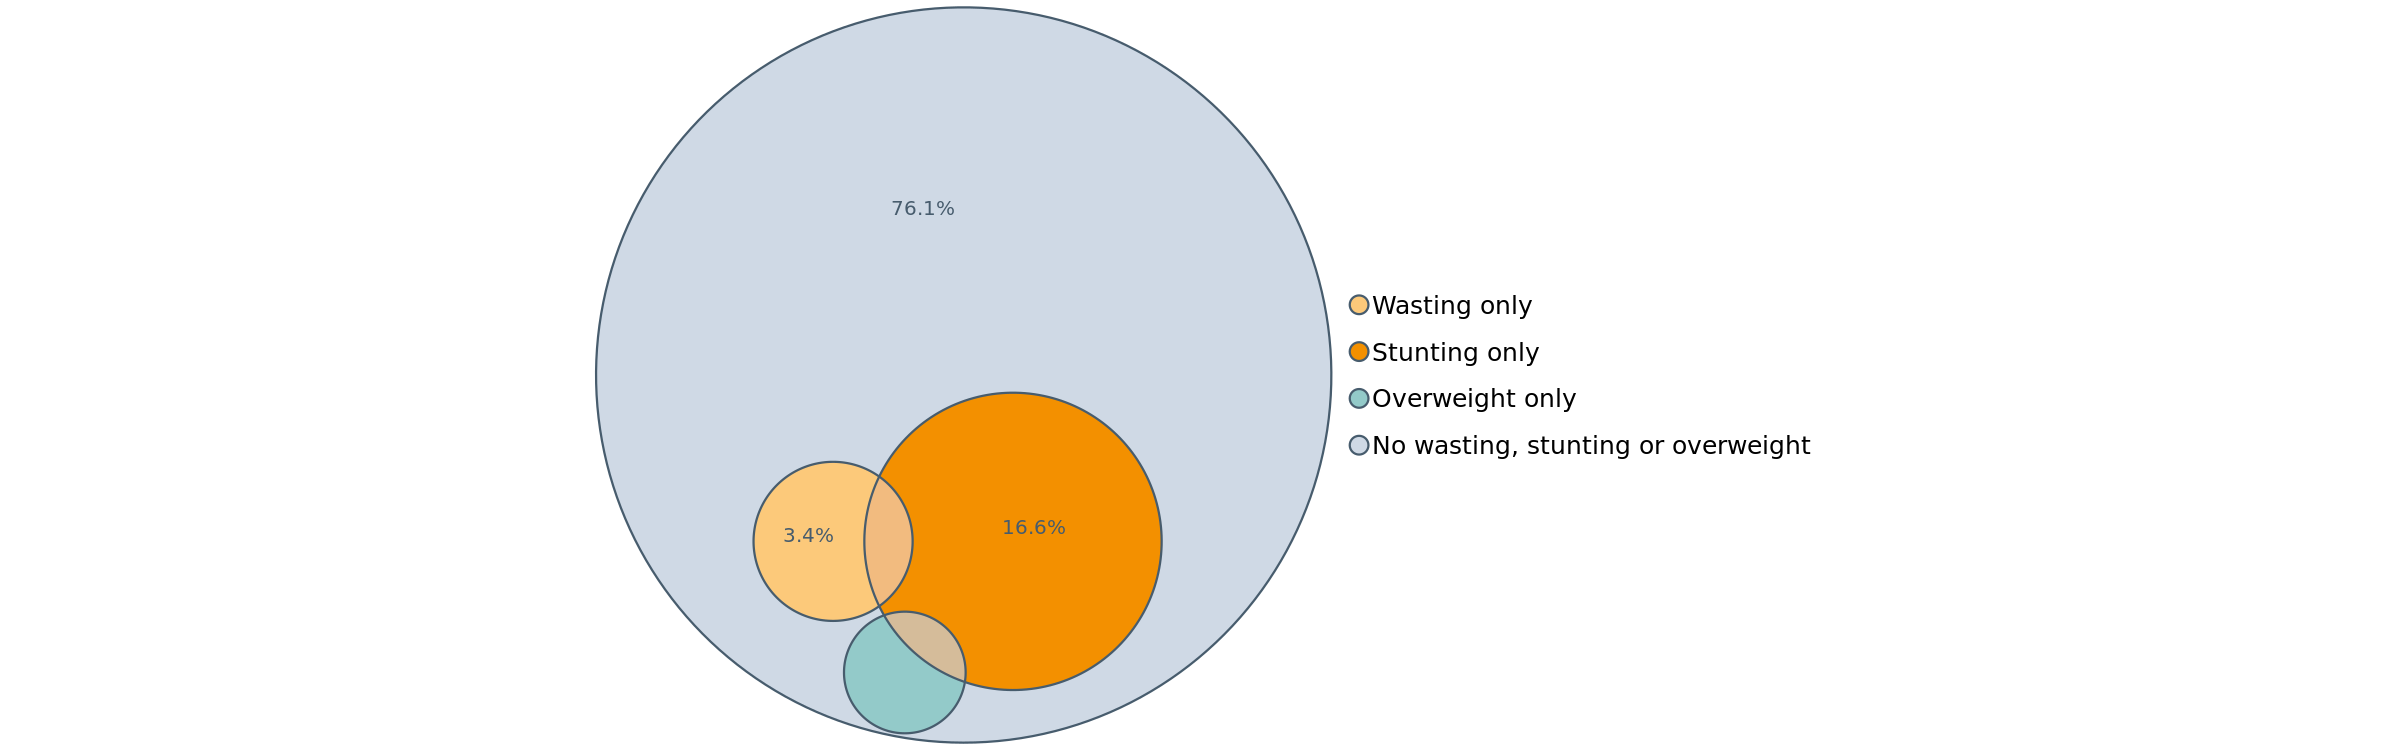 76.1%
3.4%
16.6%
Wasting only
Stunting only
Overweight only
No wasting, stunting or overweight